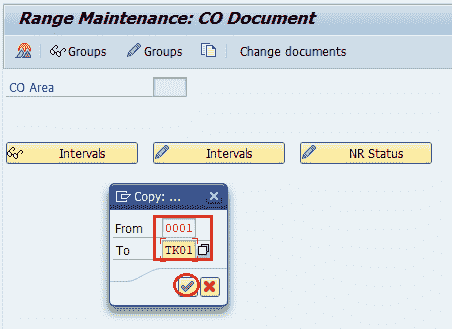 Range Maintenance: CO Document
Groups Groups Change documents
CO Area
Intervals Intervals NR Status
Copy: ...
From 0001
To TK01